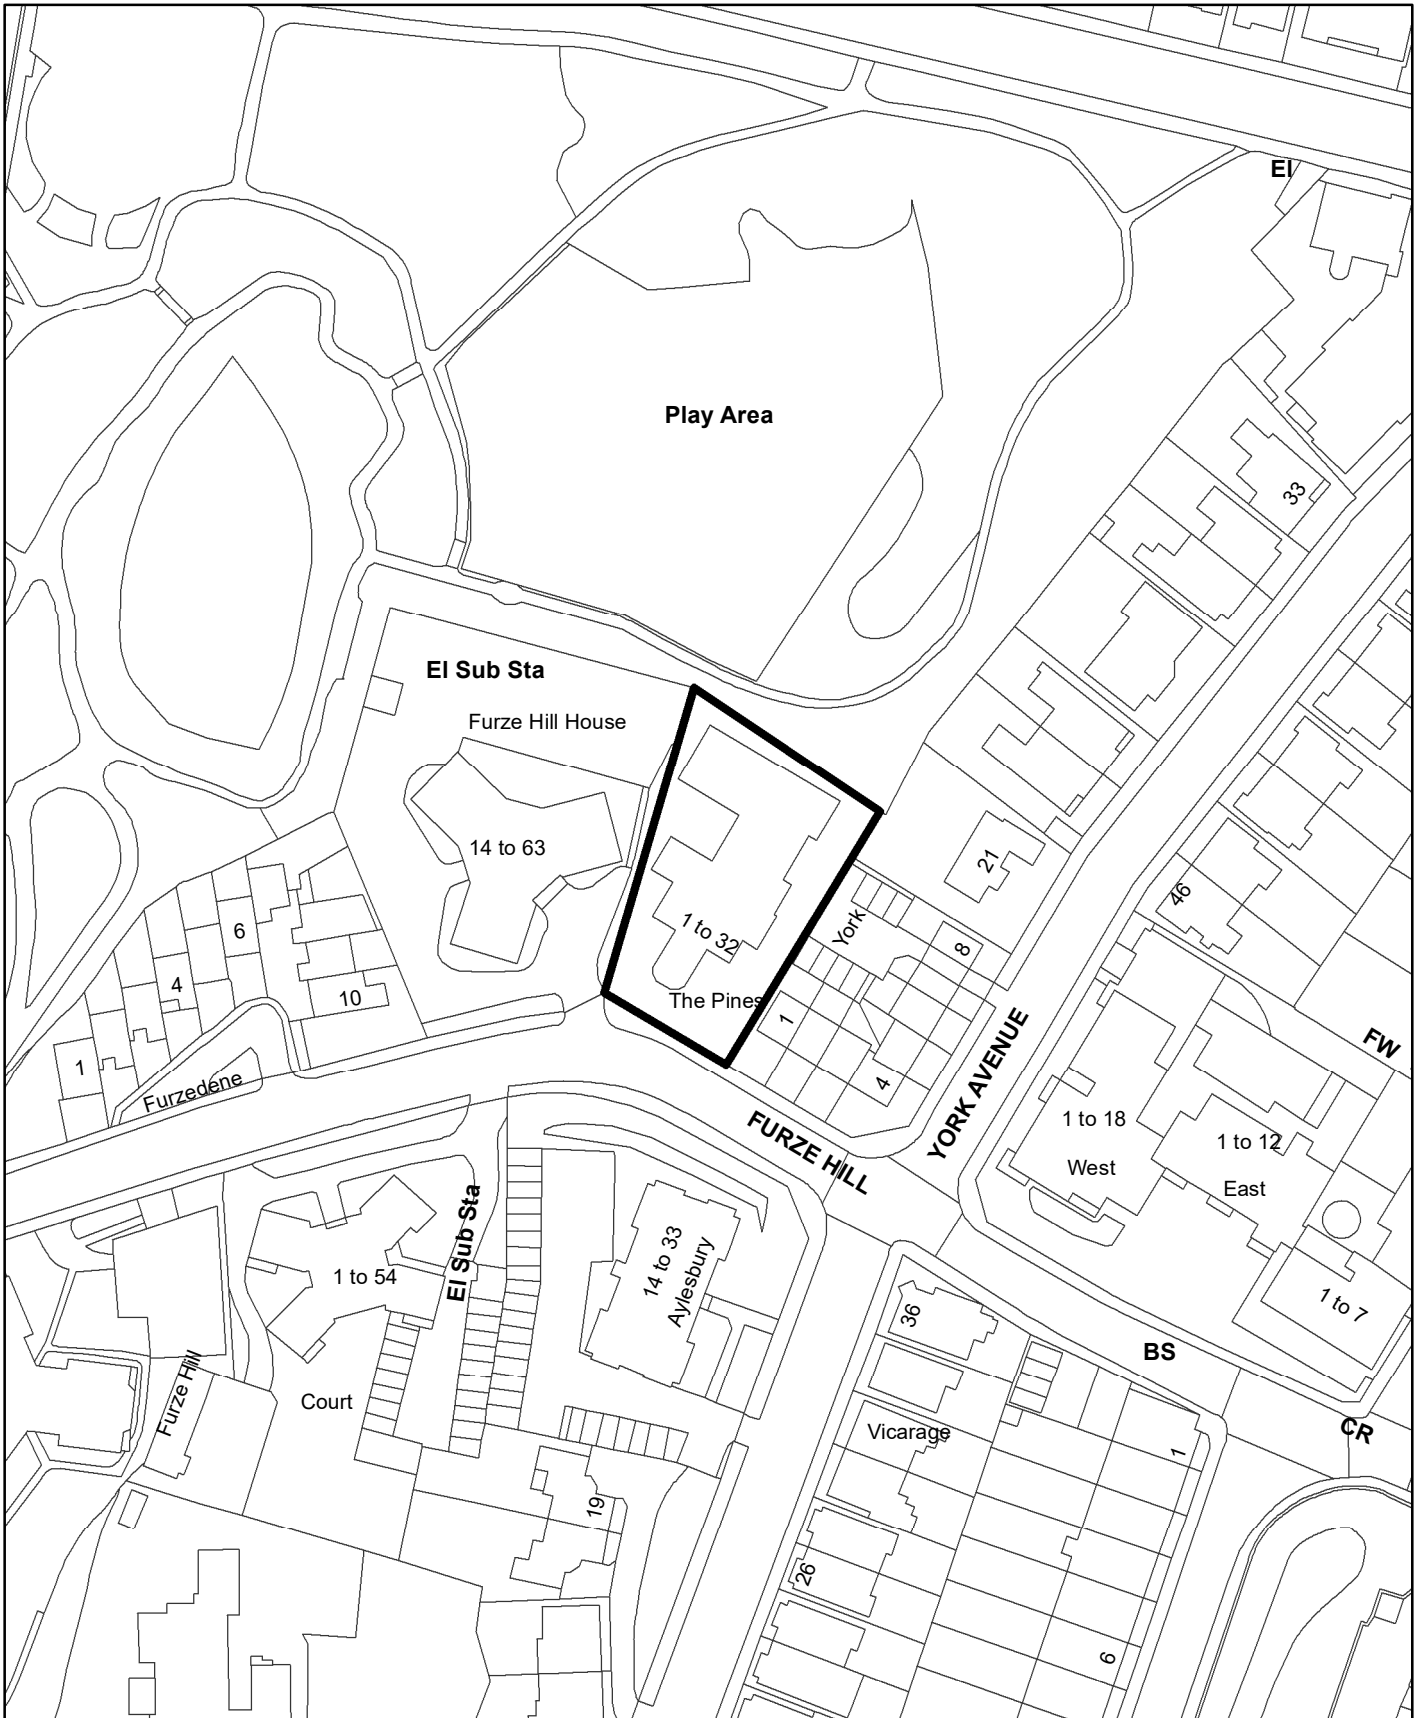 El
Play Area
33
El Sub Sta
Furze Hill House
14 to 63
21
46
York
8
1 to 32
6
4
10
The Pines
1
1
Furzedene
4
YORK AVENUE
FW
FURZE HILL
1 to 18
West
1 to 12
East
El Sub Sta
14 to 33
Aylesbury
1 to 54
36
1 to 7
BS
Furze Hill
Court
Vicarage
CR
1
19
26
6